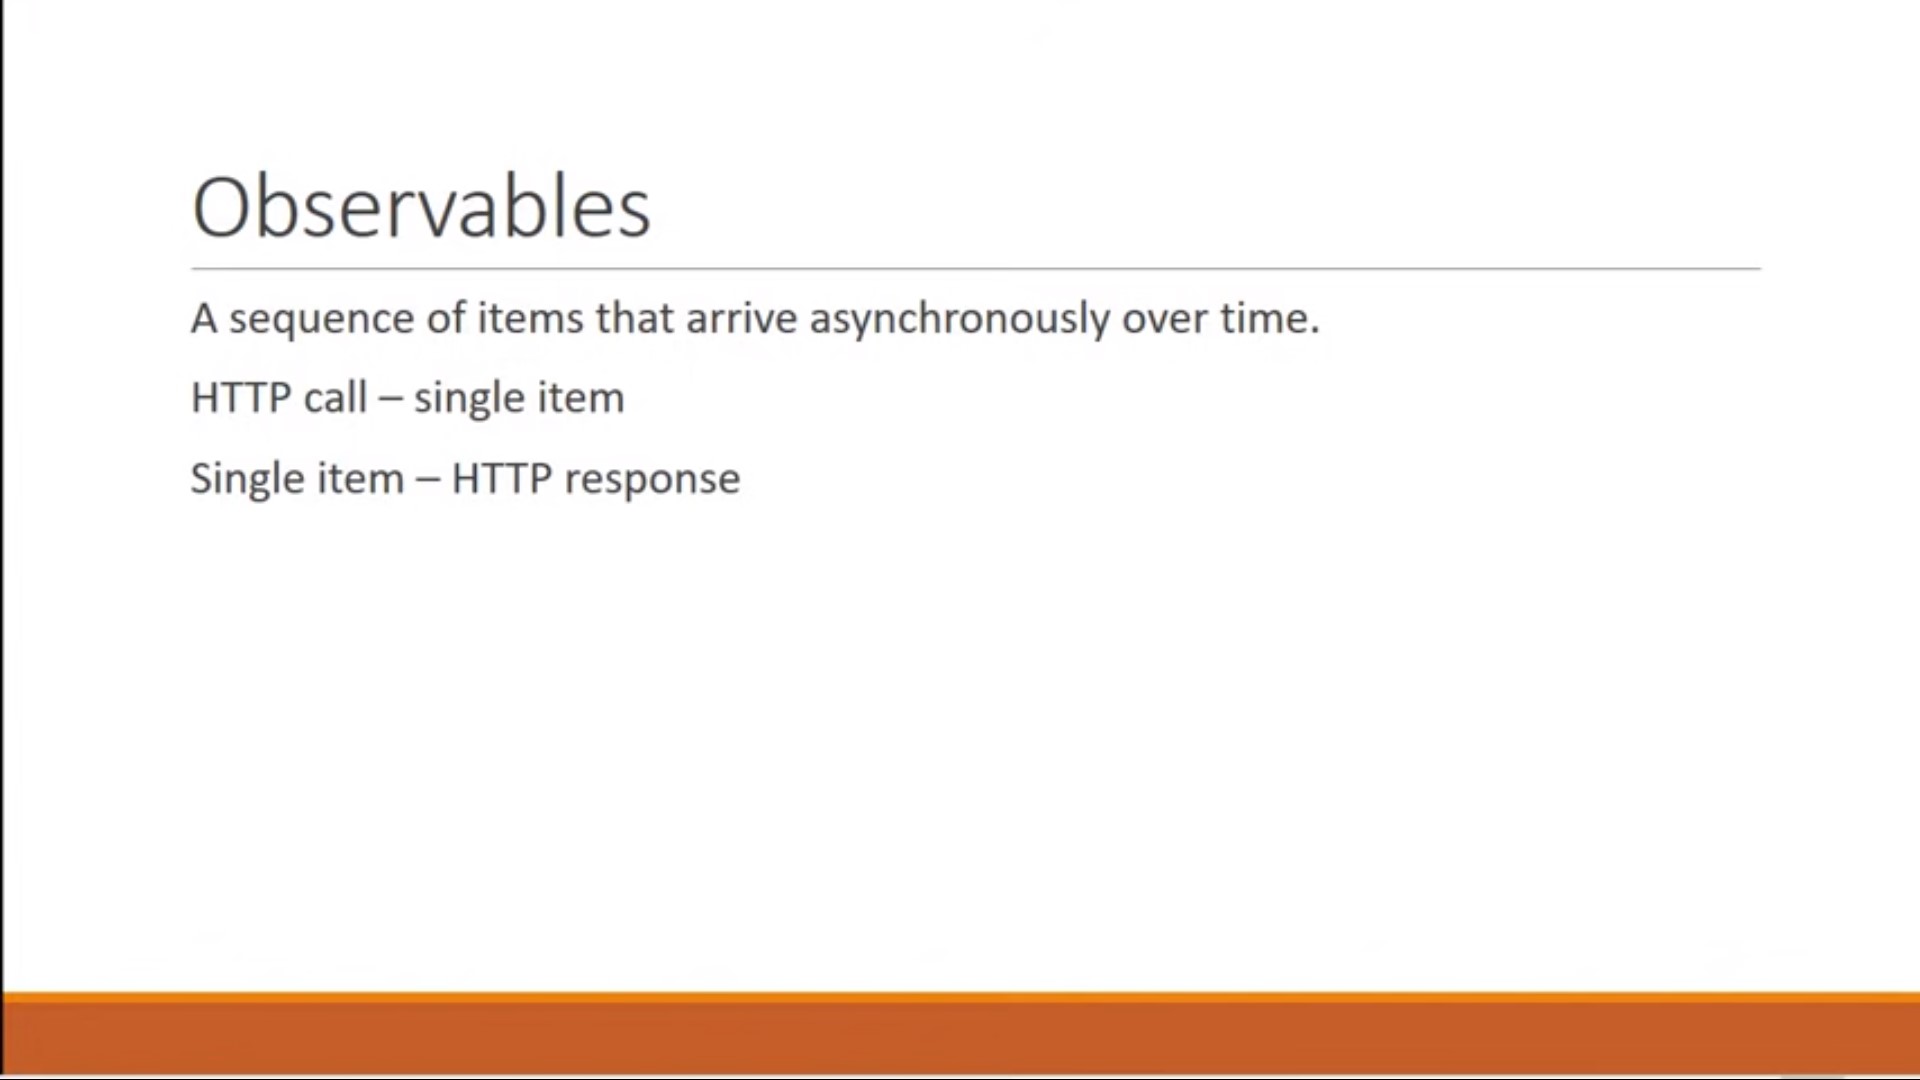 Observables
A sequence of items that arrive asynchronously over time.
HTTP call – single item
Single item – HTTP response